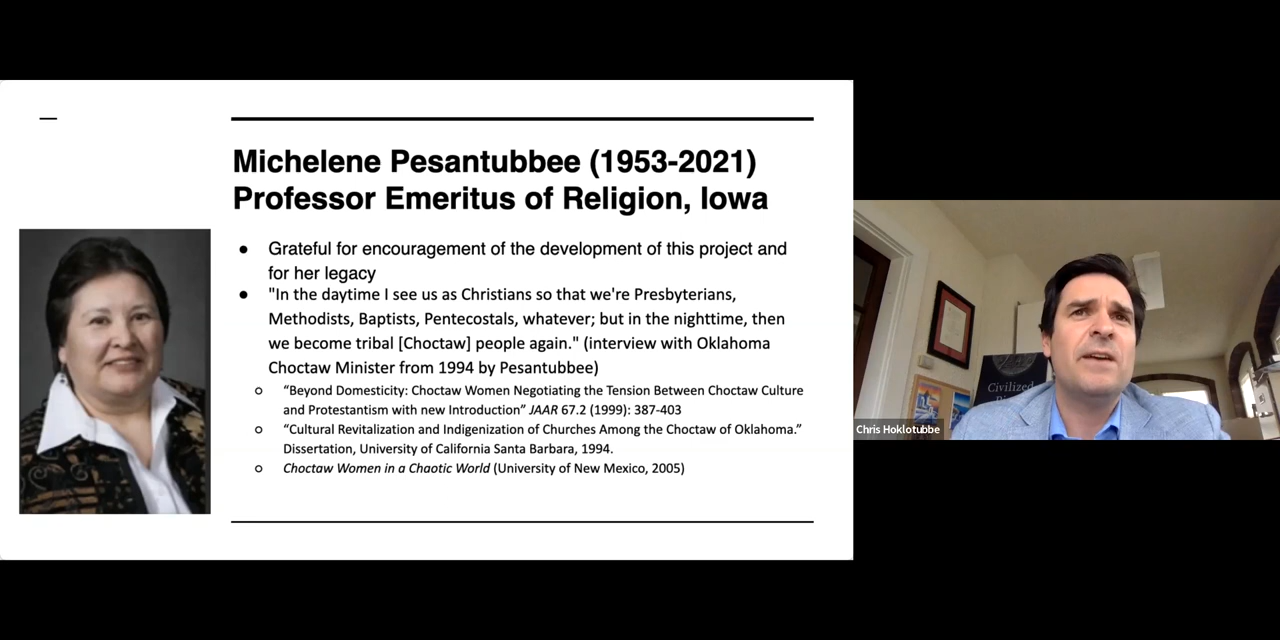 Michelene Pesantubbee (1953-2021)
Professor Emeritus of Religion, Iowa
● Grateful for encouragement of the development of this project and
for her legacy
● "In the daytime I see us as Christians so that we're Presbyterians,
Methodists, Baptists, Pentecostals, whatever; but in the nighttime, then
we become tribal [Choctaw] people again." (interview with Oklahoma
Choctaw Minister from 1994 by Pesantubbee)
○ “Beyond Domesticity: Choctaw Women Negotiating the Tension Between Choctaw Culture
and Protestantism with new Introduction” JAAR 67.2 (1999): 387-403
○ “Cultural Revitalization and Indigenization of Churches Among the Choctaw of Oklahoma.”
Dissertation, University of California Santa Barbara, 1994.
○ Choctaw Women in a Chaotic World (University of New Mexico, 2005)
Civilized
Chris Hoklotubbe